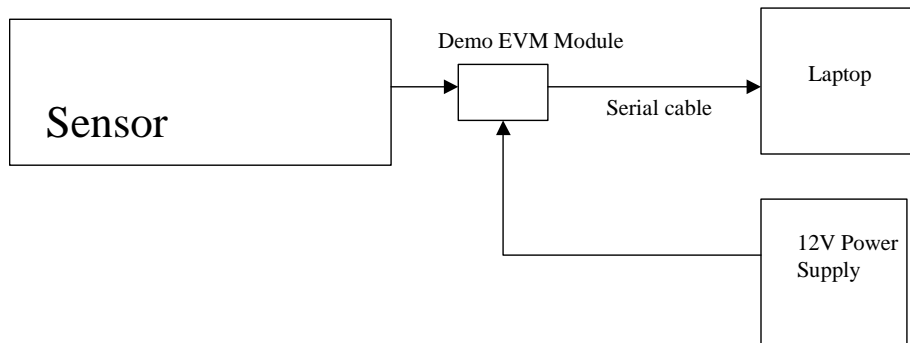 Demo EVM Module
Sensor
Serial cable
Laptop
12V Power
Supply